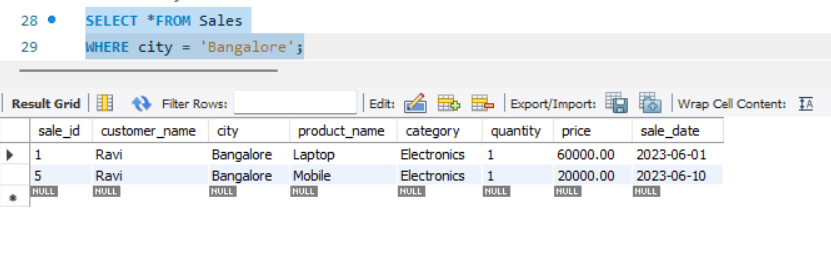 28 SELECT *FROM Sales
29 WHERE city = 'Bangalore';
Result Grid Filter Rows: Edit: Export/Import: Wrap Cell Content: IA
sale_id customer_name city product_name category quantity price sale_date
1 Ravi Bangalore Laptop Electronics 1 60000.00 2023-06-01
5 Ravi Bangalore Mobile Electronics 1 20000.00 2023-06-10
NULL NULL NULL NULL NULL NULL NULL NULL